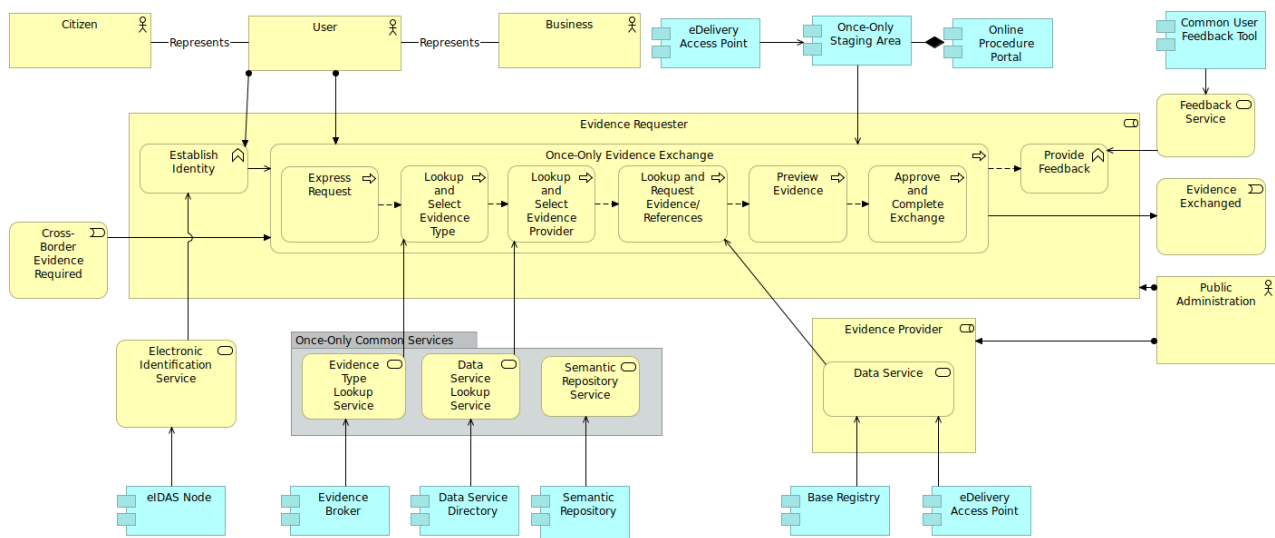 Citizen
Represents
User
Represents
Business
eDelivery
Access Point
Once-Only
Staging Area
Online
Procedure
Portal
Common User
Feedback Tool
Evidence Requester
Feedback
Service
Establish
Identity
Once-Only Evidence Exchange
Provide
Feedback
Express
Request
Lookup
and
Select
Evidence
Type
Lookup
and
Select
Evidence
Provider
Lookup and
Request
Evidence/
References
Preview
Evidence
Approve
and
Complete
Exchange
Evidence
Exchanged
Cross-
Border
Evidence
Required
Public
Administration
Electronic
Identification
Service
Once-Only Common Services
Evidence
Type
Lookup
Service
Data
Service
Lookup
Service
Semantic
Repository
Service
Evidence Provider
Data Service
eIDAS Node
Evidence
Broker
Data Service
Directory
Semantic
Repository
Base Registry
eDelivery
Access Point